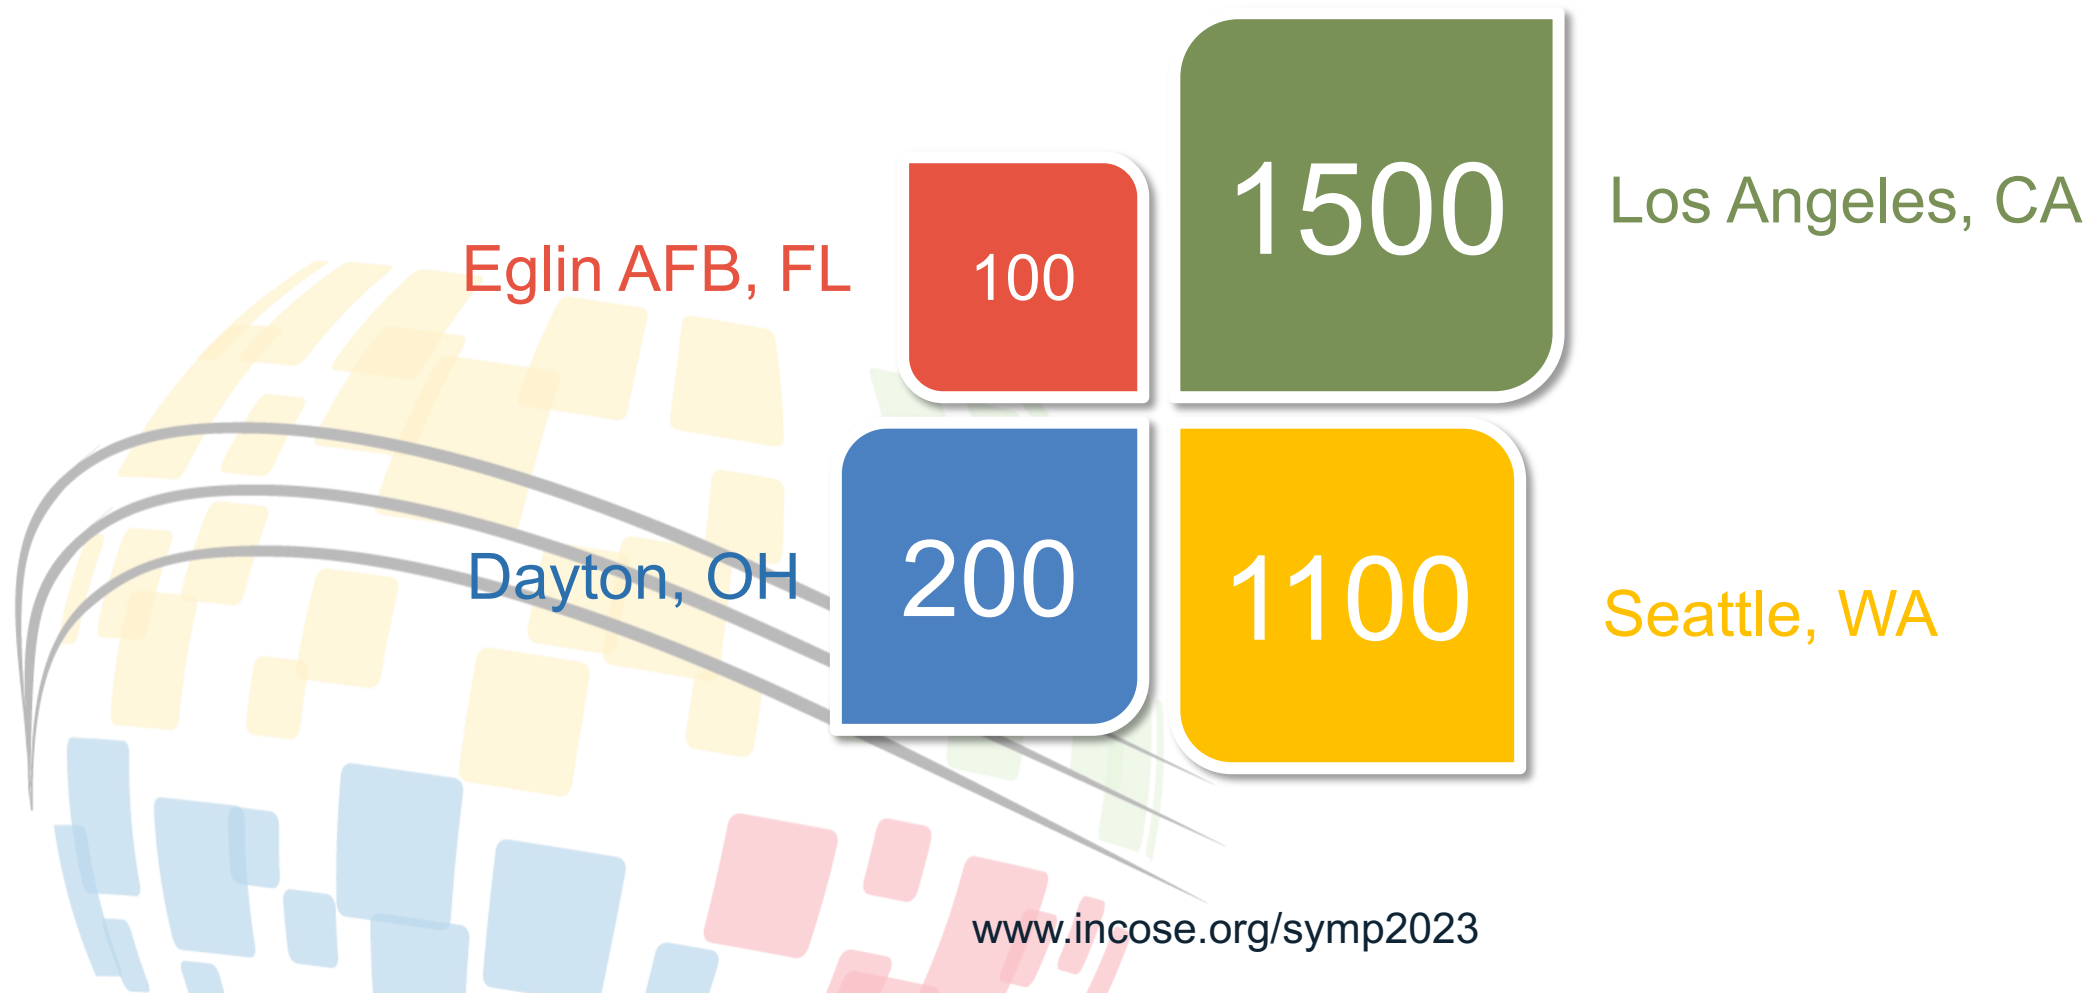 1500
Los Angeles, CA
Eglin AFB, FL
100
Dayton, OH
200
1100
Seattle, WA
www.incose.org/symp2023